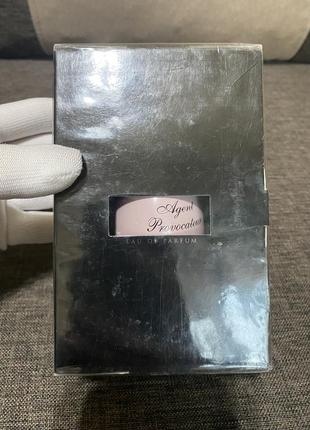 Agent
Provocateur
EAU DE PARFUM